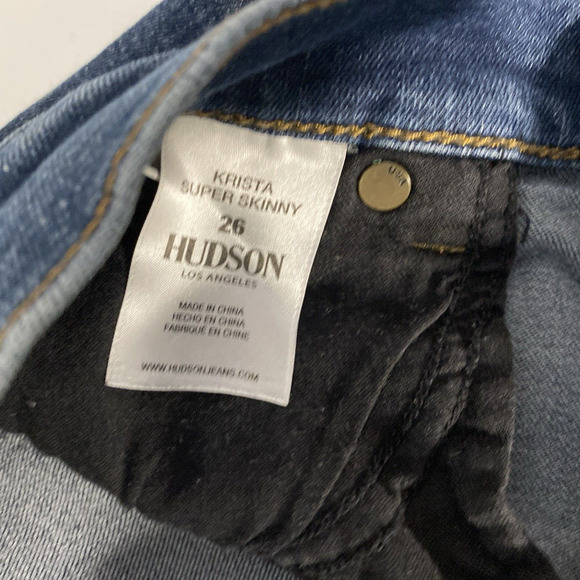 KRISTA
SUPER SKINNY
26
HUDSON
LOS ANGELES
MADE IN CHINA
HECHO EN CHINA
FABRIQUÉ EN CHINE
WWW.HUDSONJEANS.COM